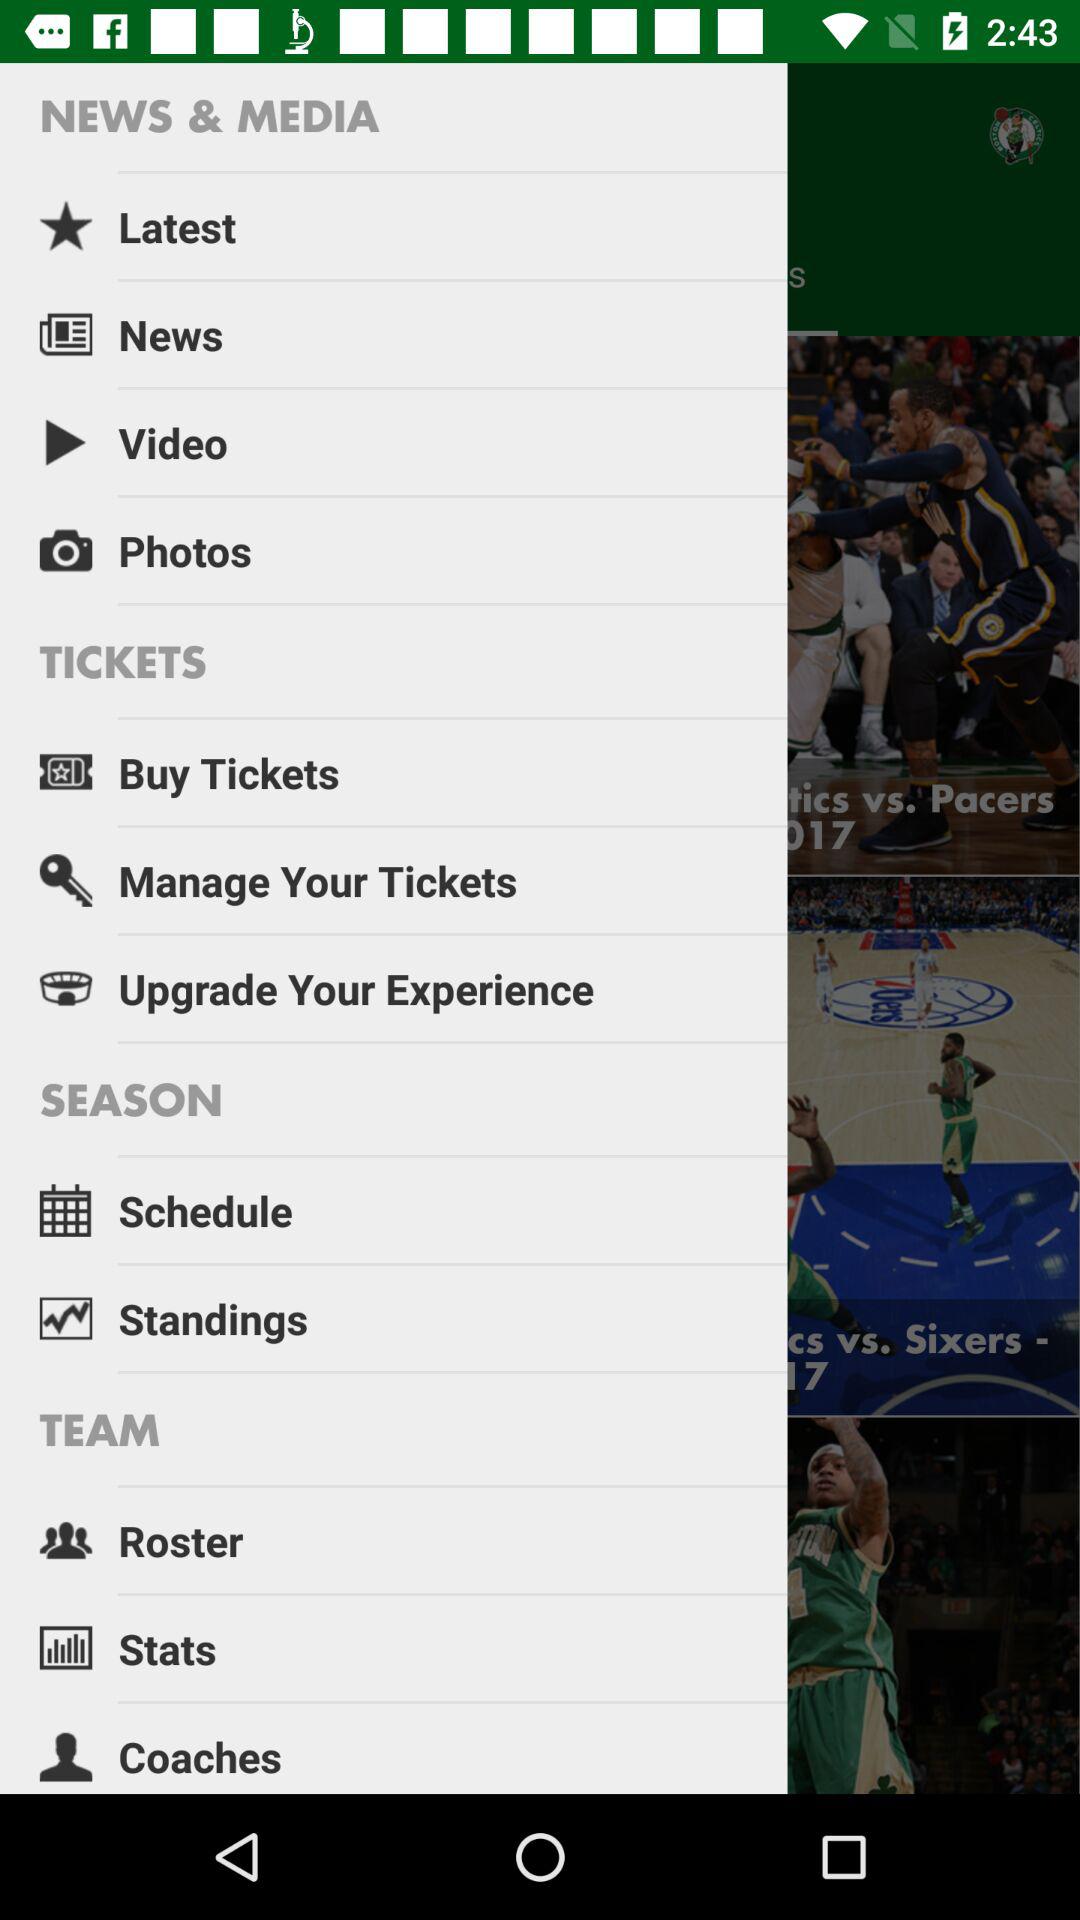 2:43
NEWS & MEDIA
Latest
S
News
Video
Photos
TICKETS
Buy Tickets
tics vs. Pacers
017
Manage Your Tickets
Upgrade Your Experience
SEASON
Schedule
Standings
cs vs. Sixers -
17
TEAM
Roster
Stats
Coaches